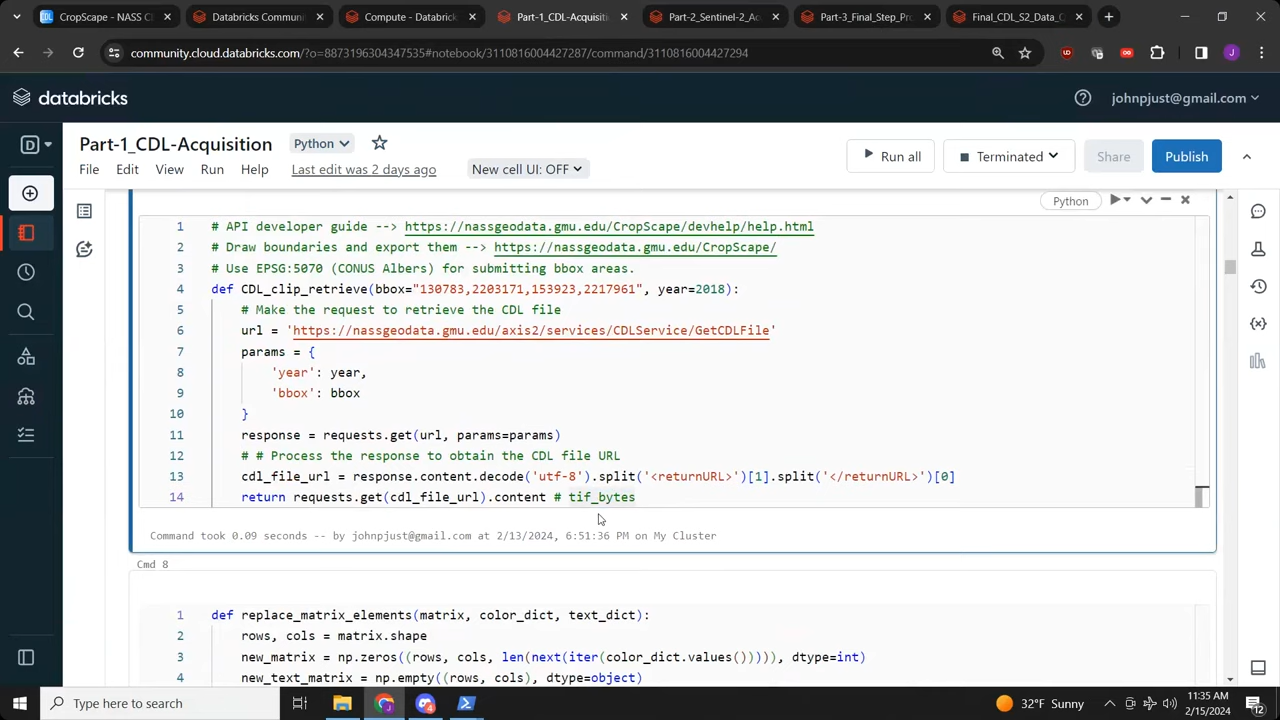 CropScape - NASS C
Databricks Communi
Compute - Databrick
Part-1_CDL-Acquisiti
Part-2_Sentinel-2_Ac
Part-3_Final_Step_Pr
Final_CDL_S2_Data_C
community.cloud.databricks.com/?o=8873196304347535#notebook/3110816004427287/command/3110816004427294
databricks
johnpjust@gmail.com
D
Part-1_CDL-Acquisition
Python
Run all
Terminated
Share
Publish
File
Edit
View
Run
Help
Last edit was 2 days ago
New cell UI: OFF
Python
1 # API developer guide --> https://nassgeodata.gmu.edu/CropScape/devhelp/help.html
2 # Draw boundaries and export them --> https://nassgeodata.gmu.edu/CropScape/
3 # Use EPSG:5070 (CONUS Albers) for submitting bbox areas.
4 def CDL_clip_retrieve(bbox="130783,2203171,153923,2217961", year=2018):
5 # Make the request to retrieve the CDL file
6 url = 'https://nassgeodata.gmu.edu/axis2/services/CDLService/GetCDLFile'
7 params = {
8 'year': year,
9 'bbox': bbox
10 }
11 response = requests.get(url, params=params)
12 # # Process the response to obtain the CDL file URL
13 cdl_file_url = response.content.decode('utf-8').split('<returnURL>')[1].split('</returnURL>')[0]
14 return requests.get(cdl_file_url).content # tif_bytes
Command took 0.09 seconds -- by johnpjust@gmail.com at 2/13/2024, 6:51:36 PM on My Cluster
Cmd 8
1 def replace_matrix_elements(matrix, color_dict, text_dict):
2 rows, cols = matrix.shape
3 new_matrix = np.zeros((rows, cols, len(next(iter(color_dict.values())))), dtype=int)
4 new_text_matrix = np.empty((rows, cols), dtype=object)
Type here to search
32°F Sunny
11:35 AM
2/15/2024
12